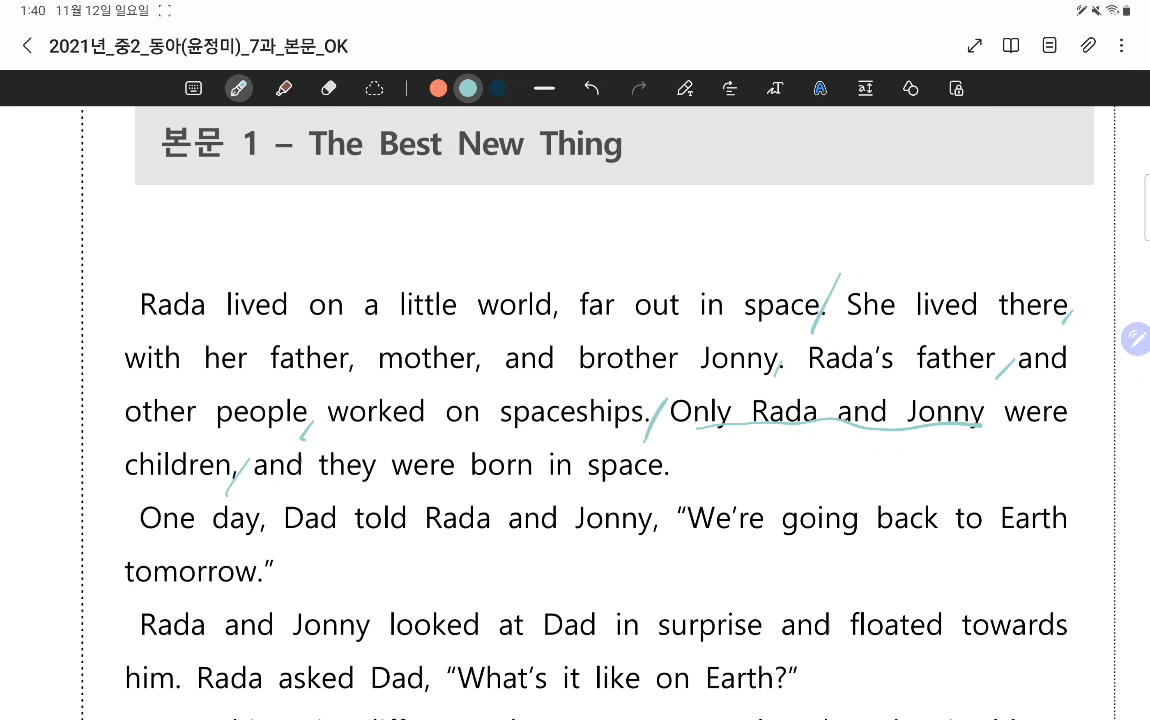 1:40 11월 12일 일요일
2021년_중2_동아(윤정미)_7과_본문_OK
본문 1 – The Best New Thing
Rada lived on a little world, far out in space. She lived there
with her father, mother, and brother Jonny. Rada’s father and
other people worked on spaceships. Only Rada and Jonny were
children, and they were born in space.
One day, Dad told Rada and Jonny, “We’re going back to Earth
tomorrow.”
Rada and Jonny looked at Dad in surprise and floated towards
him. Rada asked Dad, “What’s it like on Earth?”